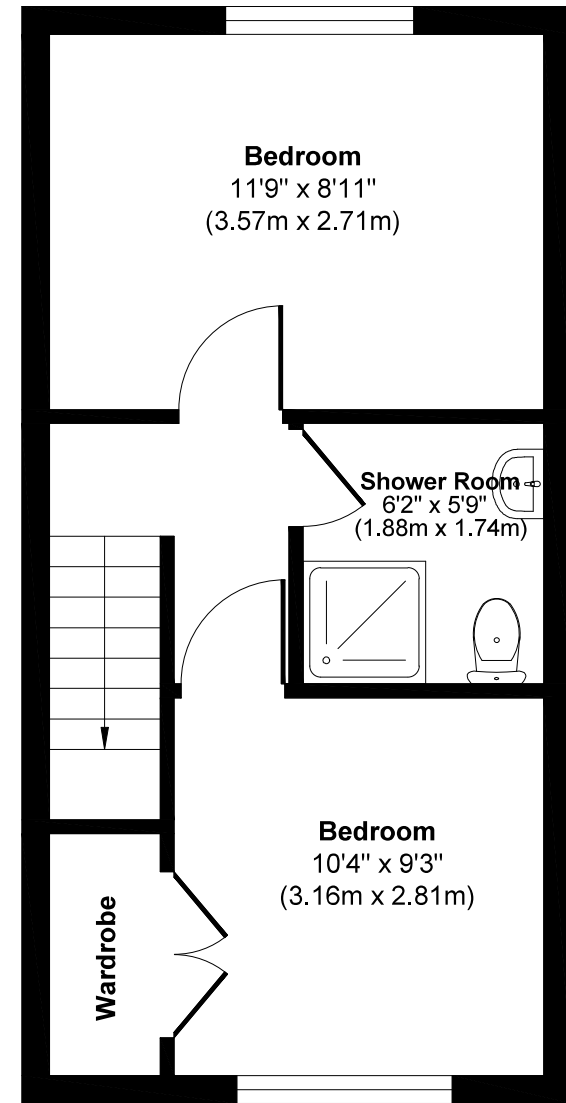 Bedroom
11'9" x 8'11"
(3.57m x 2.71m)
Shower Room
6'2" x 5'9"
(1.88m x 1.74m)
Bedroom
10'4" x 9'3"
(3.16m x 2.81m)
Wardrobe